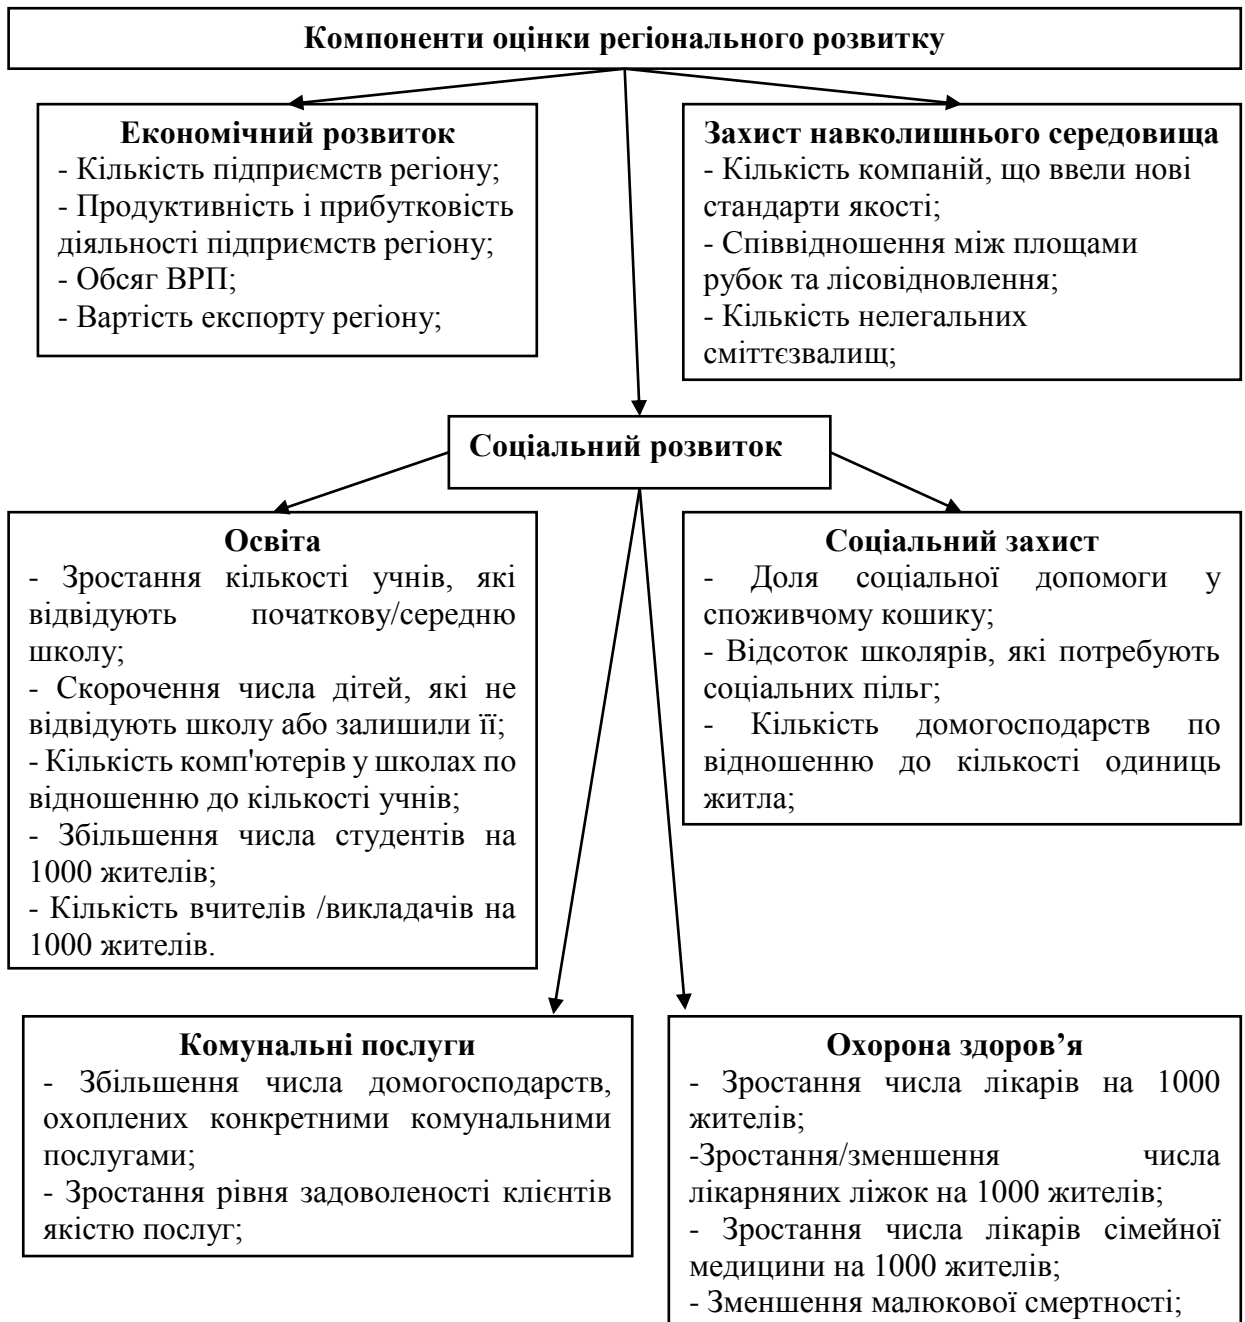 Компоненти оцінки регіонального розвитку
Економічний розвиток
- Кількість підприємств регіону;
- Продуктивність і прибутковість
діяльності підприємств регіону;
- Обсяг ВРП;
- Вартість експорту регіону;
Захист навколишнього середовища
- Кількість компаній, що ввели нові
стандарти якості;
- Співвідношення між площами
рубок та лісовідновлення;
- Кількість нелегальних
сміттєзвалищ;
Соціальний розвиток
Освіта
- Зростання кількості учнів, які
відвідують початкову/середню
школу;
- Скорочення числа дітей, які не
відвідують школу або залишили її;
- Кількість комп'ютерів у школах по
відношенню до кількості учнів;
- Збільшення числа студентів на
1000 жителів;
- Кількість вчителів /викладачів на
1000 жителів.
Соціальний захист
- Доля соціальної допомоги у
споживчому кошику;
- Відсоток школярів, які потребують
соціальних пільг;
- Кількість домогосподарств по
відношенню до кількості одиниць
житла;
Комунальні послуги
- Збільшення числа домогосподарств,
охоплених конкретними комунальними
послугами;
- Зростання рівня задоволеності клієнтів
якістю послуг;
Охорона здоров’я
- Зростання числа лікарів на 1000
жителів;
-Зростання/зменшення числа
лікарняних ліжок на 1000 жителів;
- Зростання числа лікарів сімейної
медицини на 1000 жителів;
- Зменшення малюкової смертності;